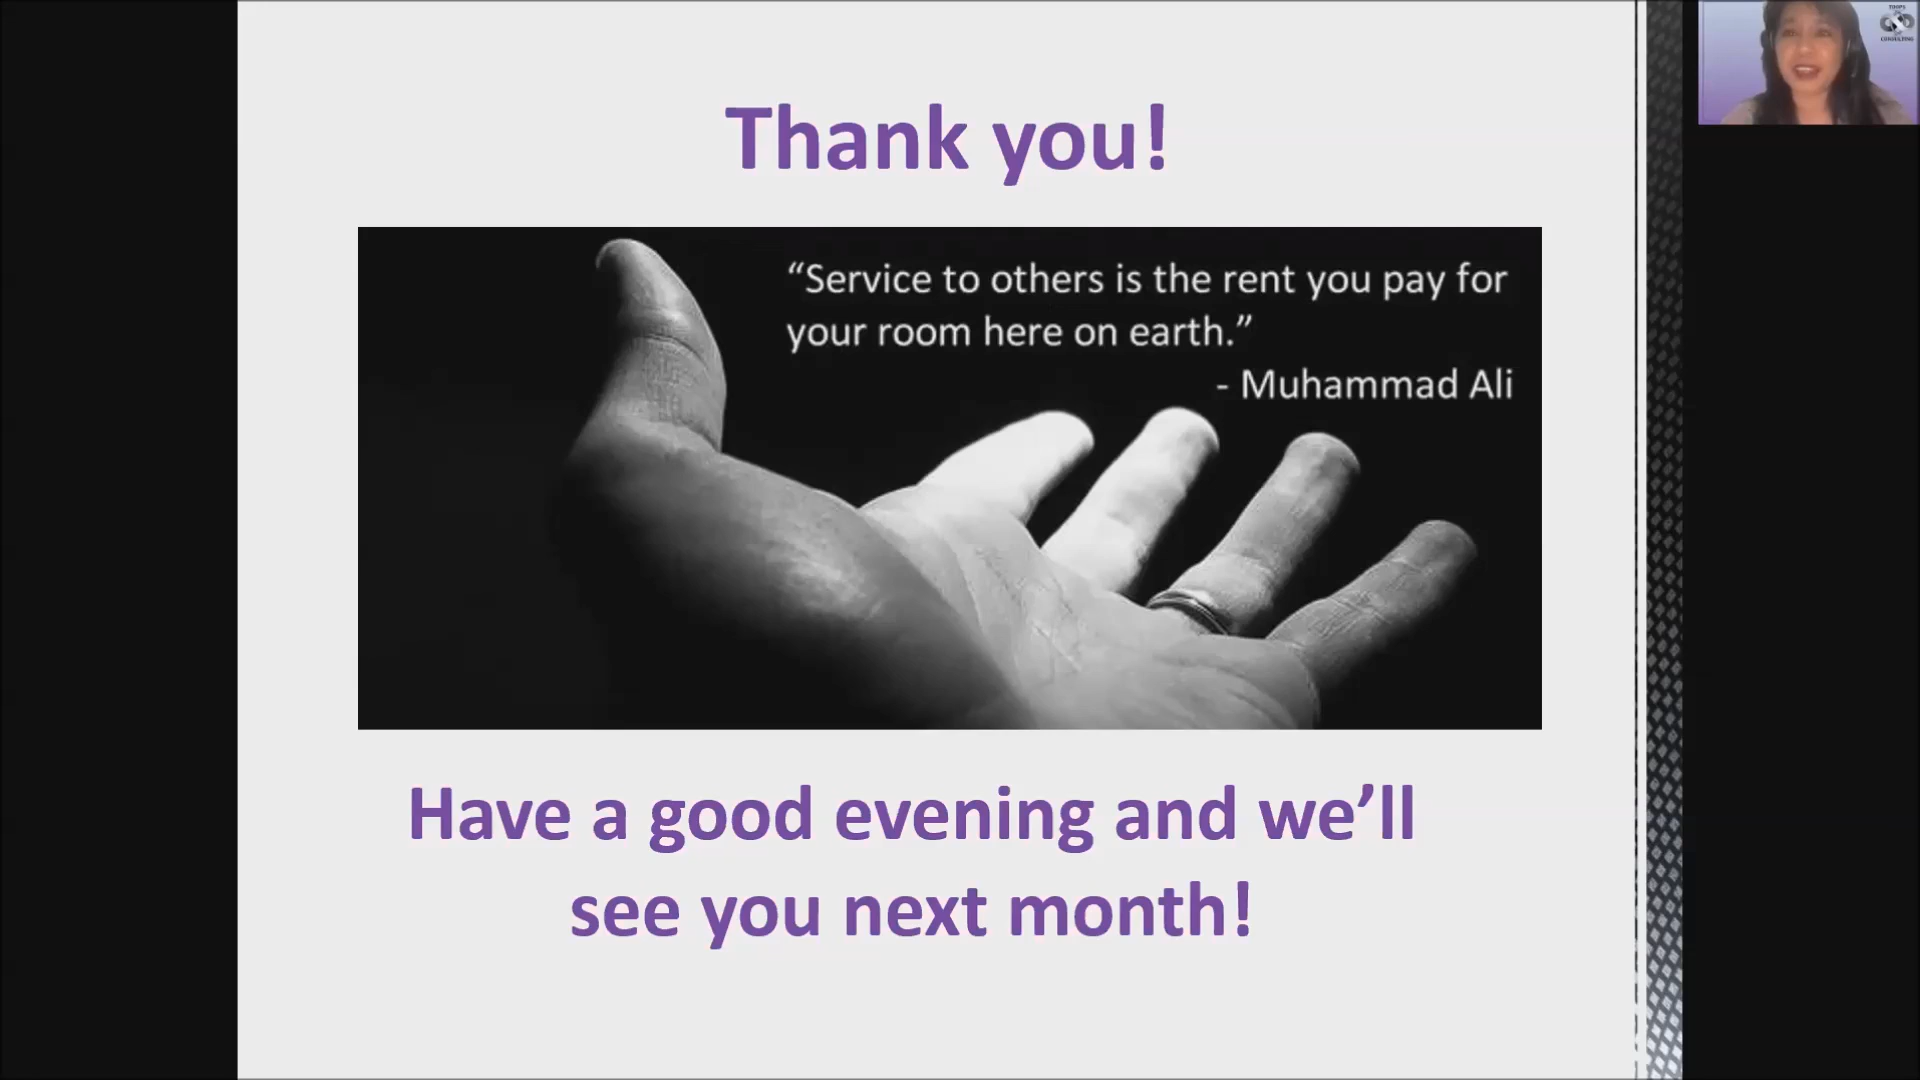 Thank you!
“Service to others is the rent you pay for
your room here on earth.”
- Muhammad Ali
Have a good evening and we’ll
see you next month!
CONSULTING